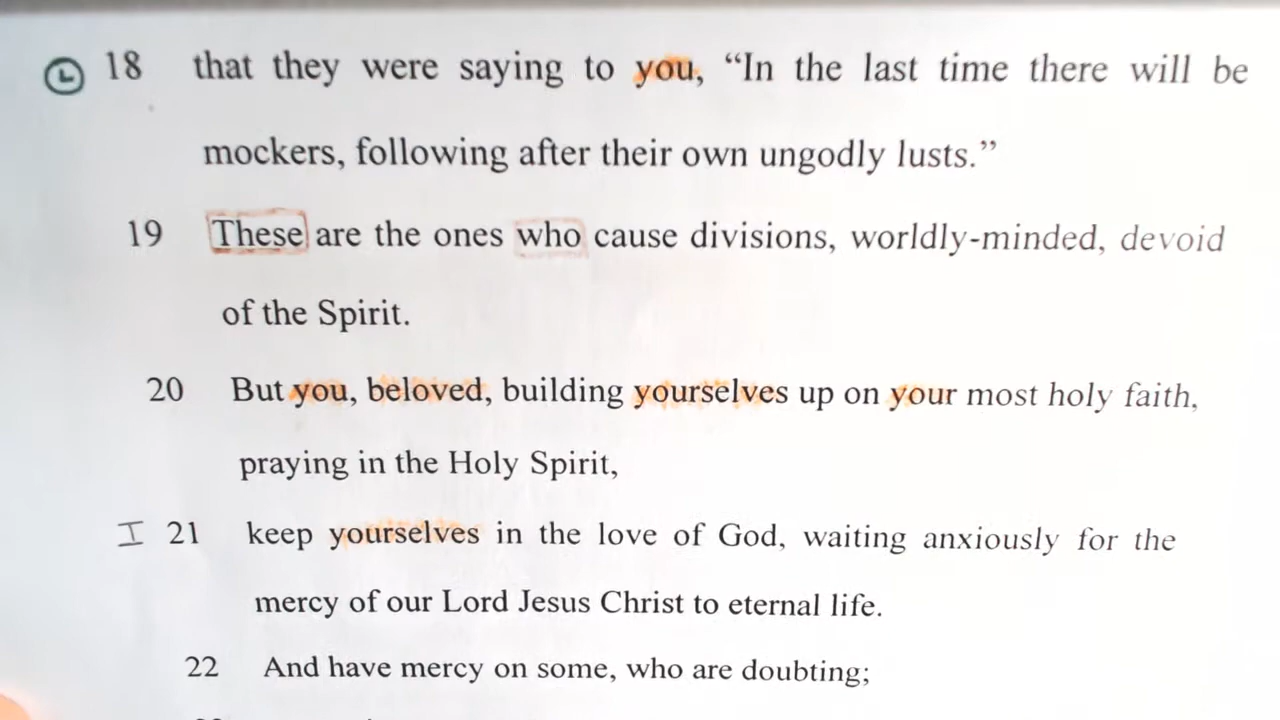 18 that they were saying to you, “In the last time there will be
mockers, following after their own ungodly lusts.”
19 These are the ones who cause divisions, worldly-minded, devoid
of the Spirit.
20 But you, beloved, building yourselves up on your most holy faith,
praying in the Holy Spirit,
I 21 keep yourselves in the love of God, waiting anxiously for the
mercy of our Lord Jesus Christ to eternal life.
22 And have mercy on some, who are doubting;